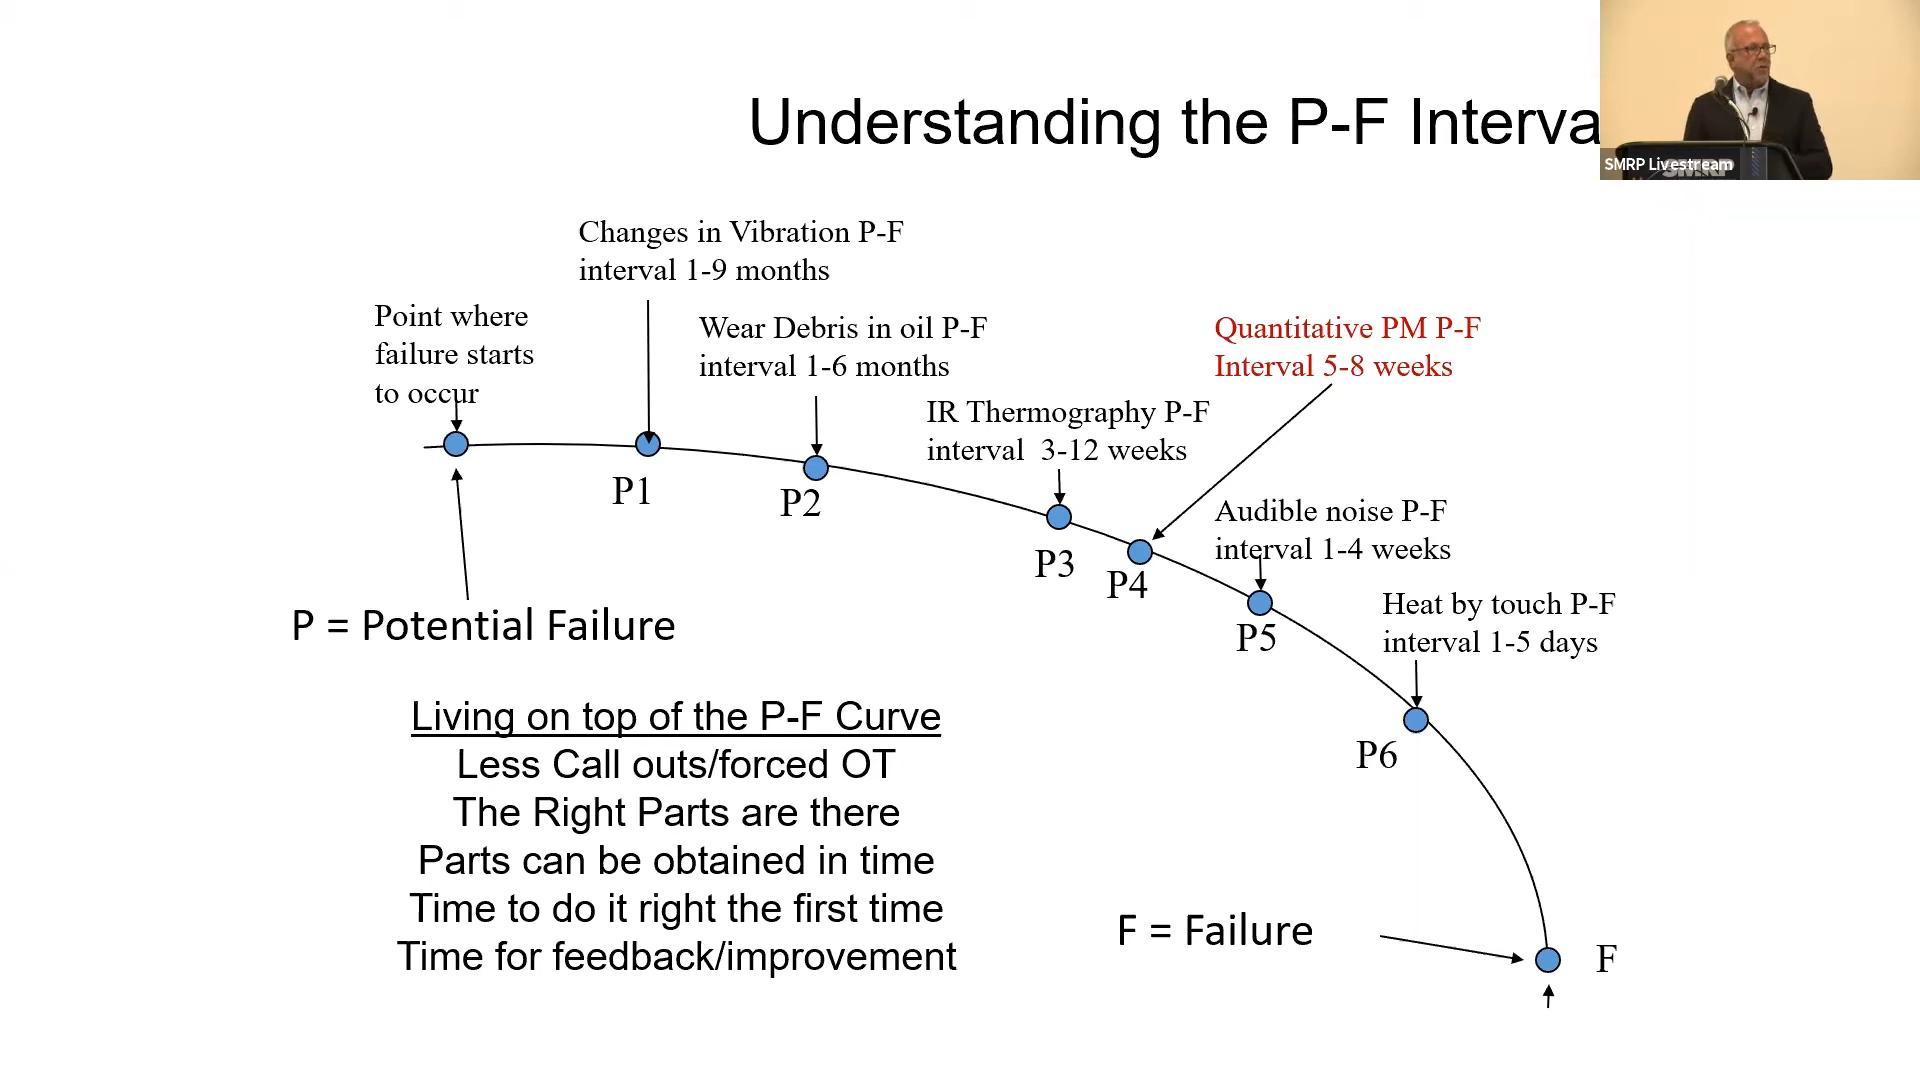 Understanding the P-F Interva
SMRP Livestream
SMRP
Changes in Vibration P-F
interval 1-9 months
Point where
failure starts
to occur
Wear Debris in oil P-F
interval 1-6 months
Quantitative PM P-F
Interval 5-8 weeks
IR Thermography P-F
interval 3-12 weeks
Audible noise P-F
interval 1-4 weeks
Heat by touch P-F
interval 1-5 days
P1
P2
P3
P4
P5
P6
P = Potential Failure
Living on top of the P-F Curve
Less Call outs/forced OT
The Right Parts are there
Parts can be obtained in time
Time to do it right the first time
Time for feedback/improvement
F = Failure
F